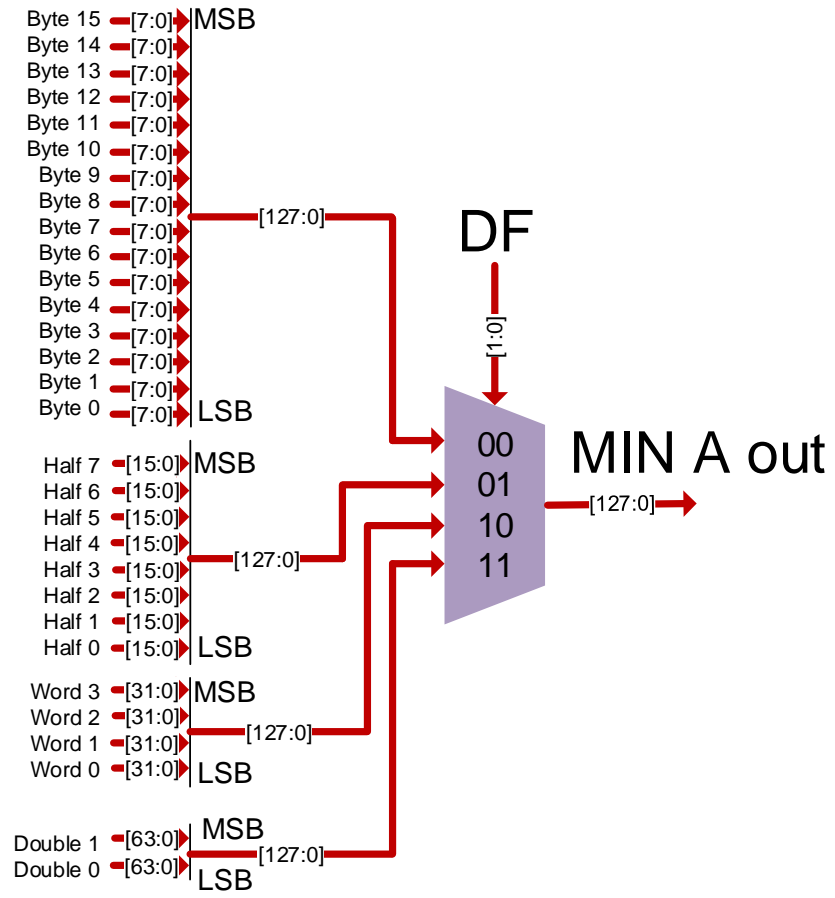 Byte 15 [7:0] MSB
Byte 14 [7:0]
Byte 13 [7:0]
Byte 12 [7:0]
Byte 11 [7:0]
Byte 10 [7:0]
Byte 9 [7:0]
Byte 8 [7:0]
[127:0]
Byte 7 [7:0]
Byte 6 [7:0]
Byte 5 [7:0]
Byte 4 [7:0]
Byte 3 [7:0]
Byte 2 [7:0]
Byte 1 [7:0]
Byte 0 [7:0] LSB
DF
[1:0]
Half 7 [15:0] MSB
Half 6 [15:0]
Half 5 [15:0]
Half 4 [15:0]
[127:0]
Half 3 [15:0]
Half 2 [15:0]
Half 1 [15:0]
Half 0 [15:0] LSB
00
01
10
11
MIN A out
[127:0]
Word 3 [31:0] MSB
Word 2 [31:0]
[127:0]
Word 1 [31:0]
Word 0 [31:0] LSB
Double 1 [63:0] MSB
[127:0]
Double 0 [63:0] LSB